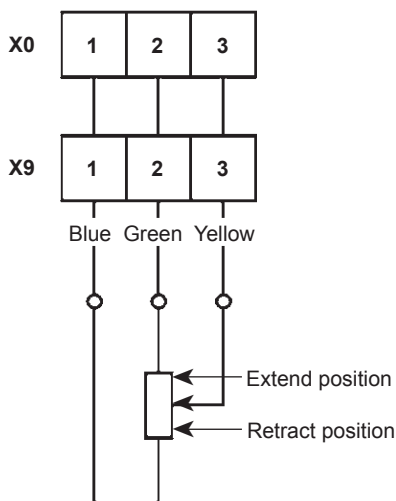 X0 1 2 3
X9 1 2 3
Blue Green Yellow
Extend position
Retract position